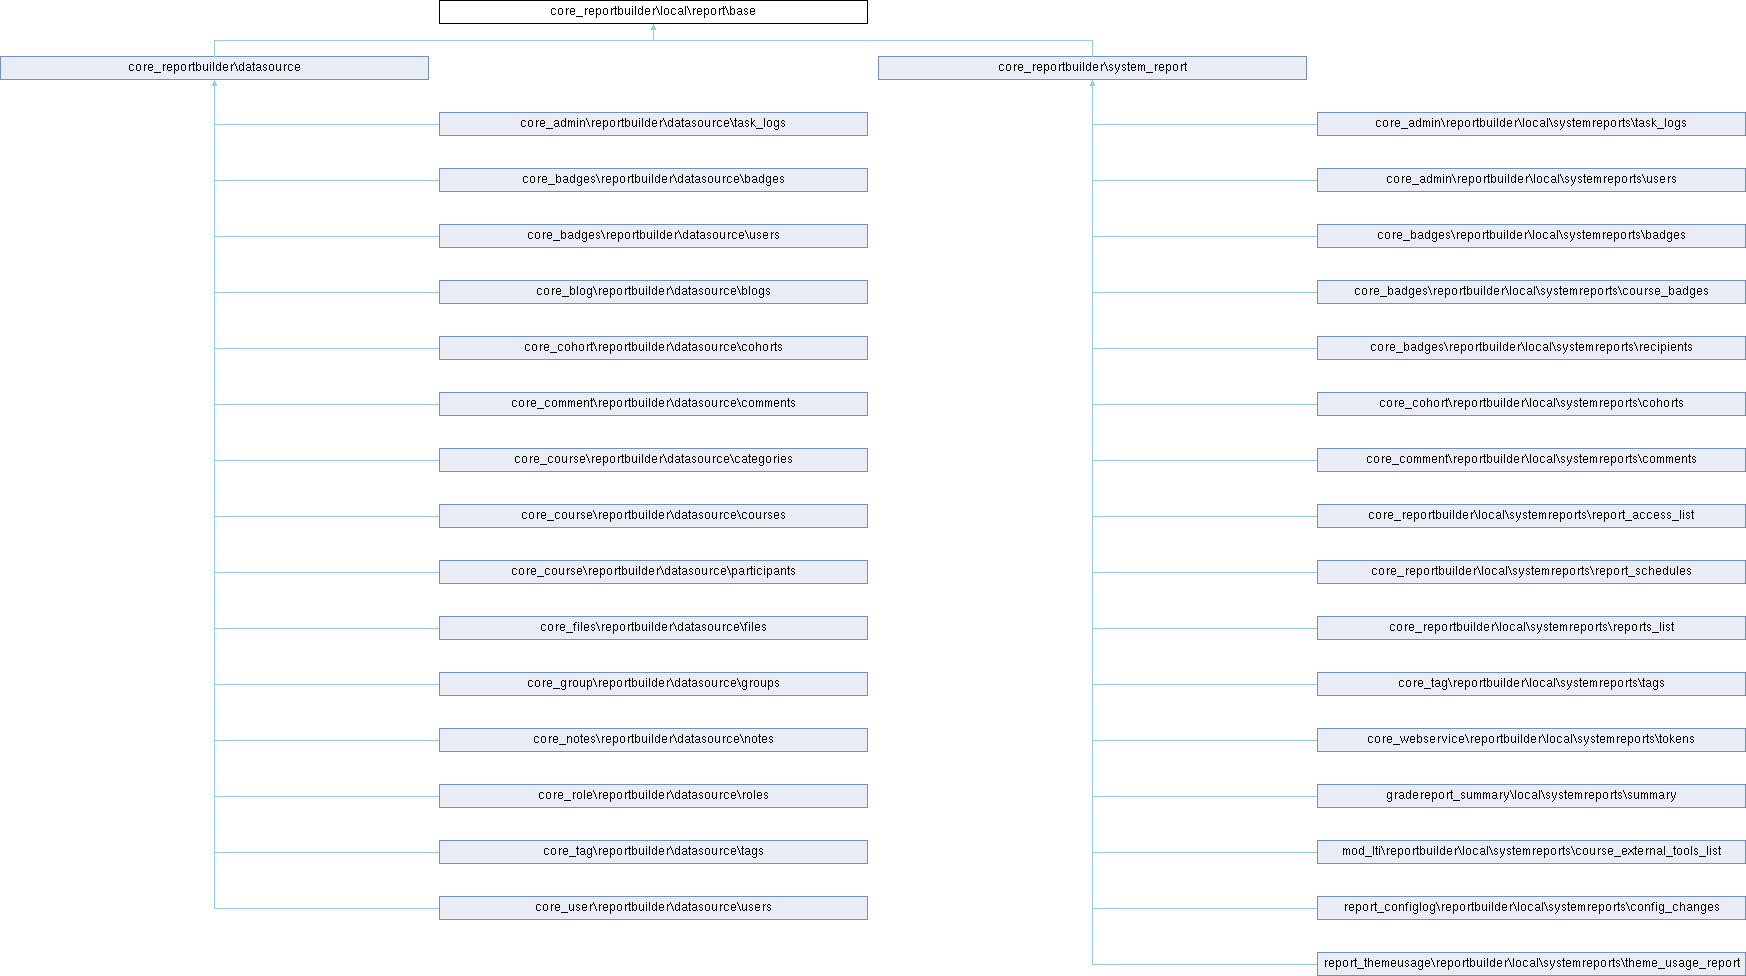 core_reportbuilder\local\report\base
core_reportbuilder\datasource
core_reportbuilder\system_report
core_admin\reportbuilder\datasource\task_logs
core_admin\reportbuilder\local\systemreports\task_logs
core_badges\reportbuilder\datasource\badges
core_admin\reportbuilder\local\systemreports\users
core_badges\reportbuilder\datasource\users
core_badges\reportbuilder\local\systemreports\badges
core_blog\reportbuilder\datasource\blogs
core_badges\reportbuilder\local\systemreports\course_badges
core_cohort\reportbuilder\datasource\cohorts
core_badges\reportbuilder\local\systemreports\recipients
core_comment\reportbuilder\datasource\comments
core_cohort\reportbuilder\local\systemreports\cohorts
core_course\reportbuilder\datasource\categories
core_comment\reportbuilder\local\systemreports\comments
core_course\reportbuilder\datasource\courses
core_reportbuilder\local\systemreports\report_access_list
core_course\reportbuilder\datasource\participants
core_reportbuilder\local\systemreports\report_schedules
core_files\reportbuilder\datasource\files
core_reportbuilder\local\systemreports\reports_list
core_group\reportbuilder\datasource\groups
core_tag\reportbuilder\local\systemreports\tags
core_notes\reportbuilder\datasource\notes
core_webservice\reportbuilder\local\systemreports\tokens
core_role\reportbuilder\datasource\roles
gradereport_summary\local\systemreports\summary
core_tag\reportbuilder\datasource\tags
mod_lti\reportbuilder\local\systemreports\course_external_tools_list
core_user\reportbuilder\datasource\users
report_configlog\reportbuilder\local\systemreports\config_changes
report_themeusage\reportbuilder\local\systemreports\theme_usage_report